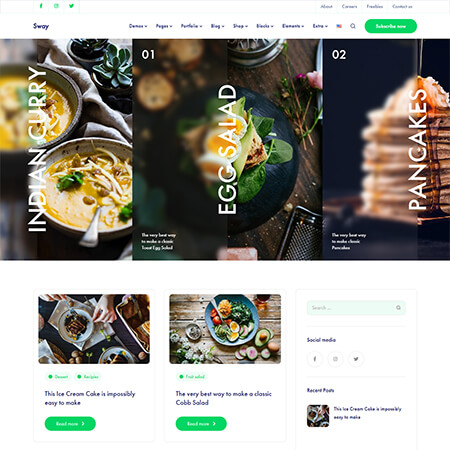 About Careers Freebies Contact us
Sway
Demos Pages Portfolio Blog Shop Blocks Elements Extra
Subscribe now
INDIAN CURRY
01
EGG SALAD
The very best way
to make a classic
Toast Egg Salad
02
PANCAKES
The very best way
to make classic
Pancakes
Dessert Recipes
This Ice Cream Cake is impossibly
easy to make
Read more
Fruit salad
The very best way to make a classic
Cobb Salad
Read more
Search ...
Social media
Recent Posts
This Ice Cream Cake is impossibly
easy to make